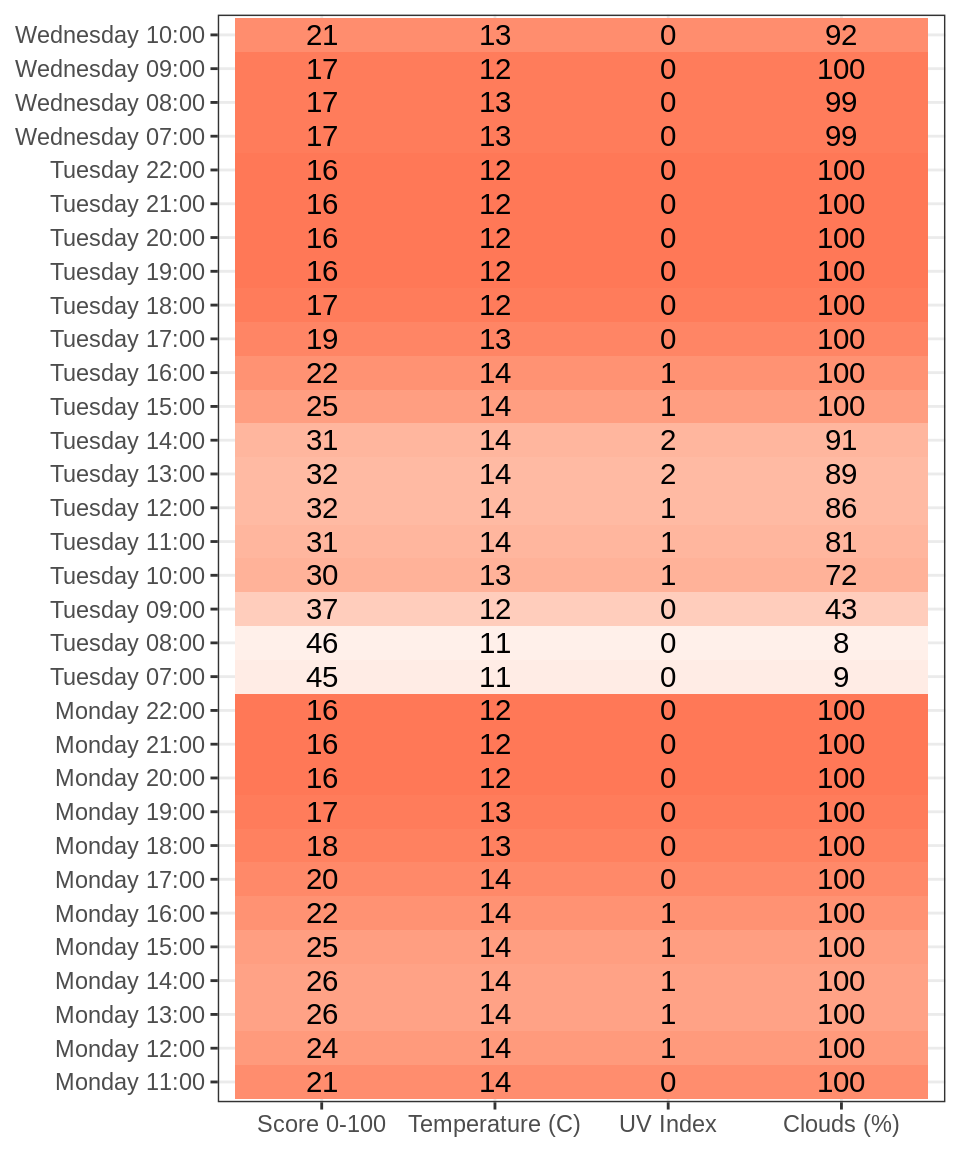 Wednesday 10:00 21 13 0 92
Wednesday 09:00 17 12 0 100
Wednesday 08:00 17 13 0 99
Wednesday 07:00 17 13 0 99
Tuesday 22:00 16 12 0 100
Tuesday 21:00 16 12 0 100
Tuesday 20:00 16 12 0 100
Tuesday 19:00 16 12 0 100
Tuesday 18:00 17 12 0 100
Tuesday 17:00 19 13 0 100
Tuesday 16:00 22 14 1 100
Tuesday 15:00 25 14 1 100
Tuesday 14:00 31 14 2 91
Tuesday 13:00 32 14 2 89
Tuesday 12:00 32 14 1 86
Tuesday 11:00 31 14 1 81
Tuesday 10:00 30 13 1 72
Tuesday 09:00 37 12 0 43
Tuesday 08:00 46 11 0 8
Tuesday 07:00 45 11 0 9
Monday 22:00 16 12 0 100
Monday 21:00 16 12 0 100
Monday 20:00 16 12 0 100
Monday 19:00 17 13 0 100
Monday 18:00 18 13 0 100
Monday 17:00 20 14 0 100
Monday 16:00 22 14 1 100
Monday 15:00 25 14 1 100
Monday 14:00 26 14 1 100
Monday 13:00 26 14 1 100
Monday 12:00 24 14 1 100
Monday 11:00 21 14 0 100
Score 0-100 Temperature (C) UV Index Clouds (%)